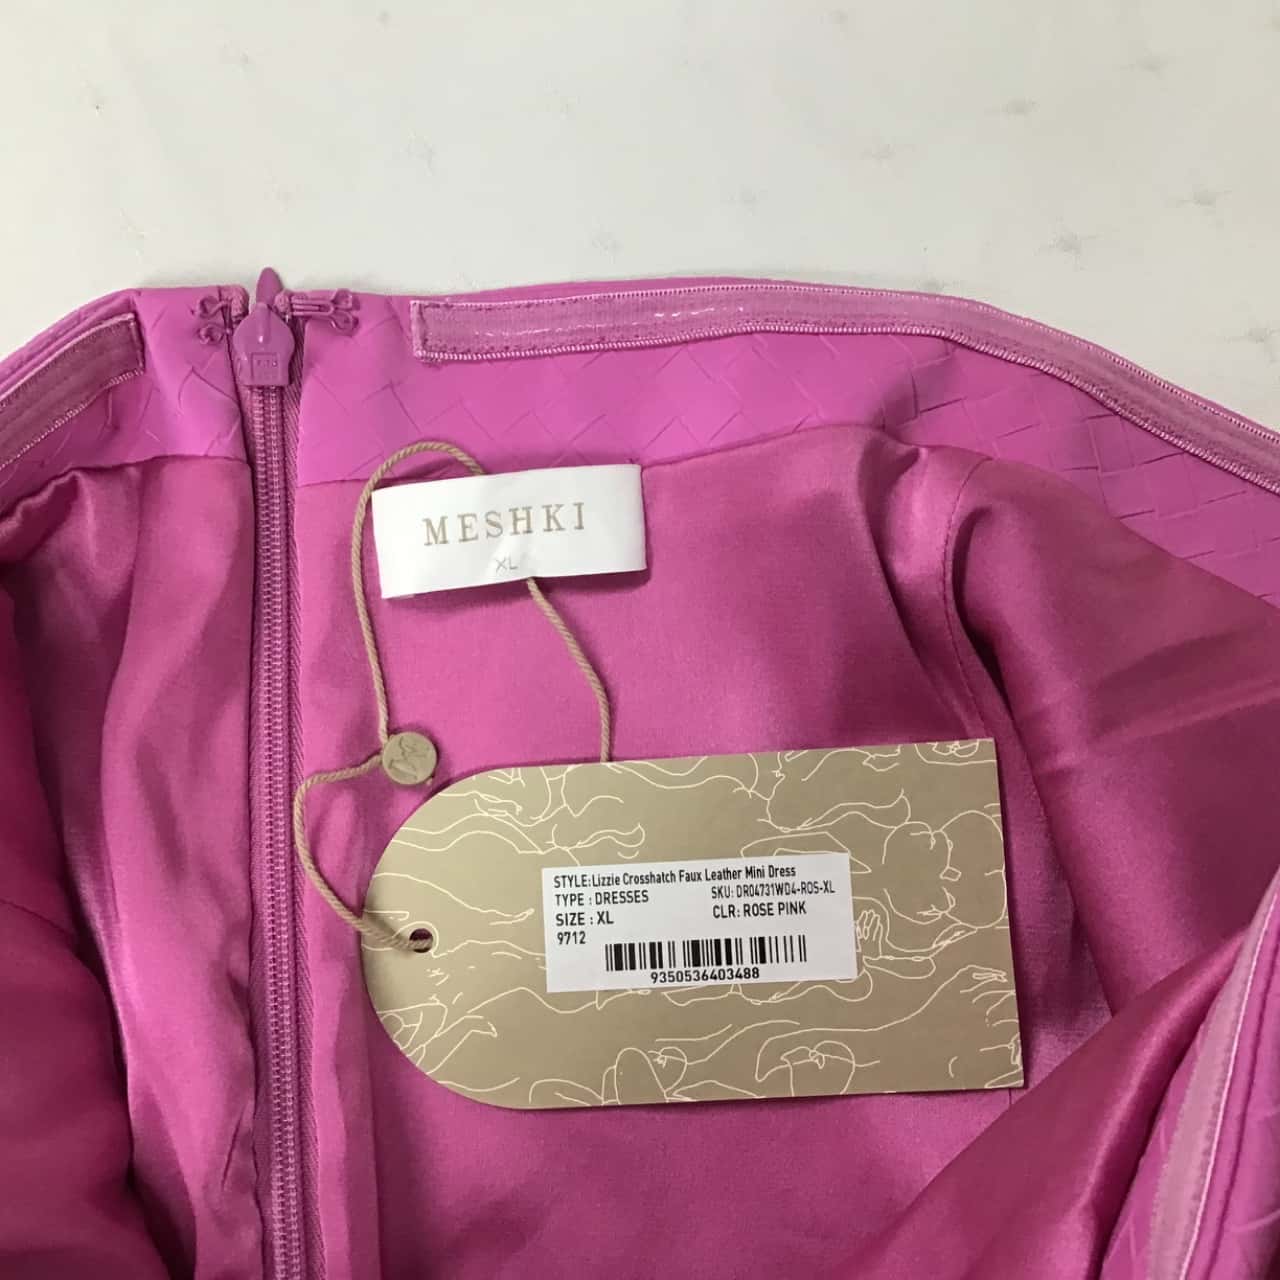 MESHKI
XL
STYLE:Lizzie Crosshatch Faux Leather Mini Dress
TYPE : DRESSES SKU: DR04731WD4-ROS-XL
SIZE : XL CLR: ROSE PINK
9712
9350536403488